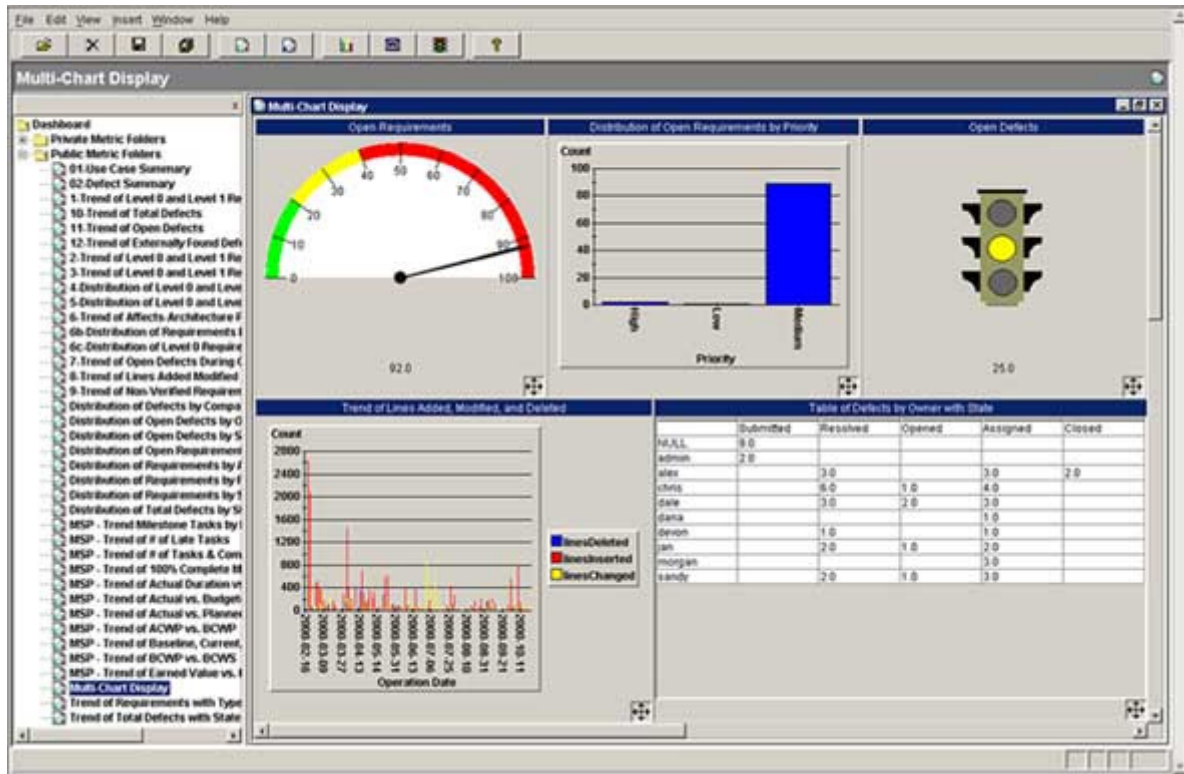 File Edit View Insert Window Help
Multi-Chart Display
Dashboard
Private Metric Folders
Public Metric Folders
01-Use Case Summary
02-Defect Summary
1-Trend of Level 0 and Level 1 Re
10-Trend of Total Defects
11-Trend of Open Defects
12-Trend of Externally Found Defe
2-Trend of Level 0 and Level 1 Re
3-Trend of Level 0 and Level 1 Re
4-Distribution of Level 0 and Leve
5-Distribution of Level 0 and Leve
6-Trend of Affects Architecture F
6b-Distribution of Requirements
6c-Distribution of Level 0 Require
7-Trend of Open Defects During
8-Trend of Lines Added Modified
9-Trend of Non-Verified Requirem
Distribution of Defects by Compa
Distribution of Open Defects by O
Distribution of Open Defects by S
Distribution of Open Requirement
Distribution of Requirements by A
Distribution of Requirements by F
Distribution of Requirements by S
Distribution of Total Defects by S
MSP - Trend Milestone Tasks by
MSP - Trend of # of Late Tasks
MSP - Trend of # of Tasks & Com
MSP - Trend of 100% Complete M
MSP - Trend of Actual Duration vs
MSP - Trend of Actual vs. Budget
MSP - Trend of Actual vs. Planne
MSP - Trend of ACWP vs. BCWP
MSP - Trend of Baseline, Current,
MSP - Trend of BCWP vs. BCWS
MSP - Trend of Earned Value vs.
Multi-Chart Display
Trend of Requirements with Type
Trend of Total Defects with State
Multi-Chart Display
Open Requirements
0 10 20 30 40 50 60 70 80 90 100
92.0
Distribution of Open Requirements by Priority
Count
100
80
60
40
20
0
High Low Medium
Priority
Open Defects
25.0
Trend of Lines Added, Modified, and Deleted
Count
2800
2400
2000
1600
1200
800
400
0
2000.02.16 2000.03.09 2000.03.27 2000.04.13 2000.05.14 2000.05.31 2000.06.13 2000.07.06 2000.07.25 2000.08.10 2000.08.31 2000.09.21 2000.10.11
Operation Date
linesDeleted
linesInserted
linesChanged
Table of Defects by Owner with State
Submitted Resolved Opened Assigned Closed
NULL 9.0
admin 2.0
alex 3.0 3.0 2.0
chris 6.0 1.0 4.0
dale 3.0 2.0 3.0
dana 1.0
devon 1.0 1.0
jan 2.0 1.0 2.0
morgan 3.0
sandy 2.0 1.0 3.0